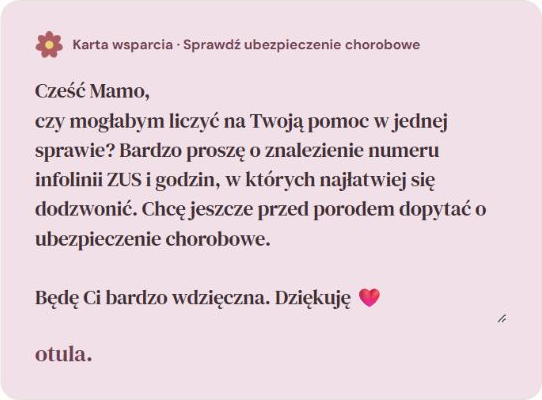 Karta wsparcia · Sprawdź ubezpieczenie chorobowe
Cześć Mamo,
czy mogłabym liczyć na Twoją pomoc w jednej
sprawie? Bardzo proszę o znalezienie numeru
infolinii ZUS i godzin, w których najłatwiej się
dodzwonić. Chcę jeszcze przed porodem dopytać o
ubezpieczenie chorobowe.
Będę Ci bardzo wdzięczna. Dziękuję 💗
otula.